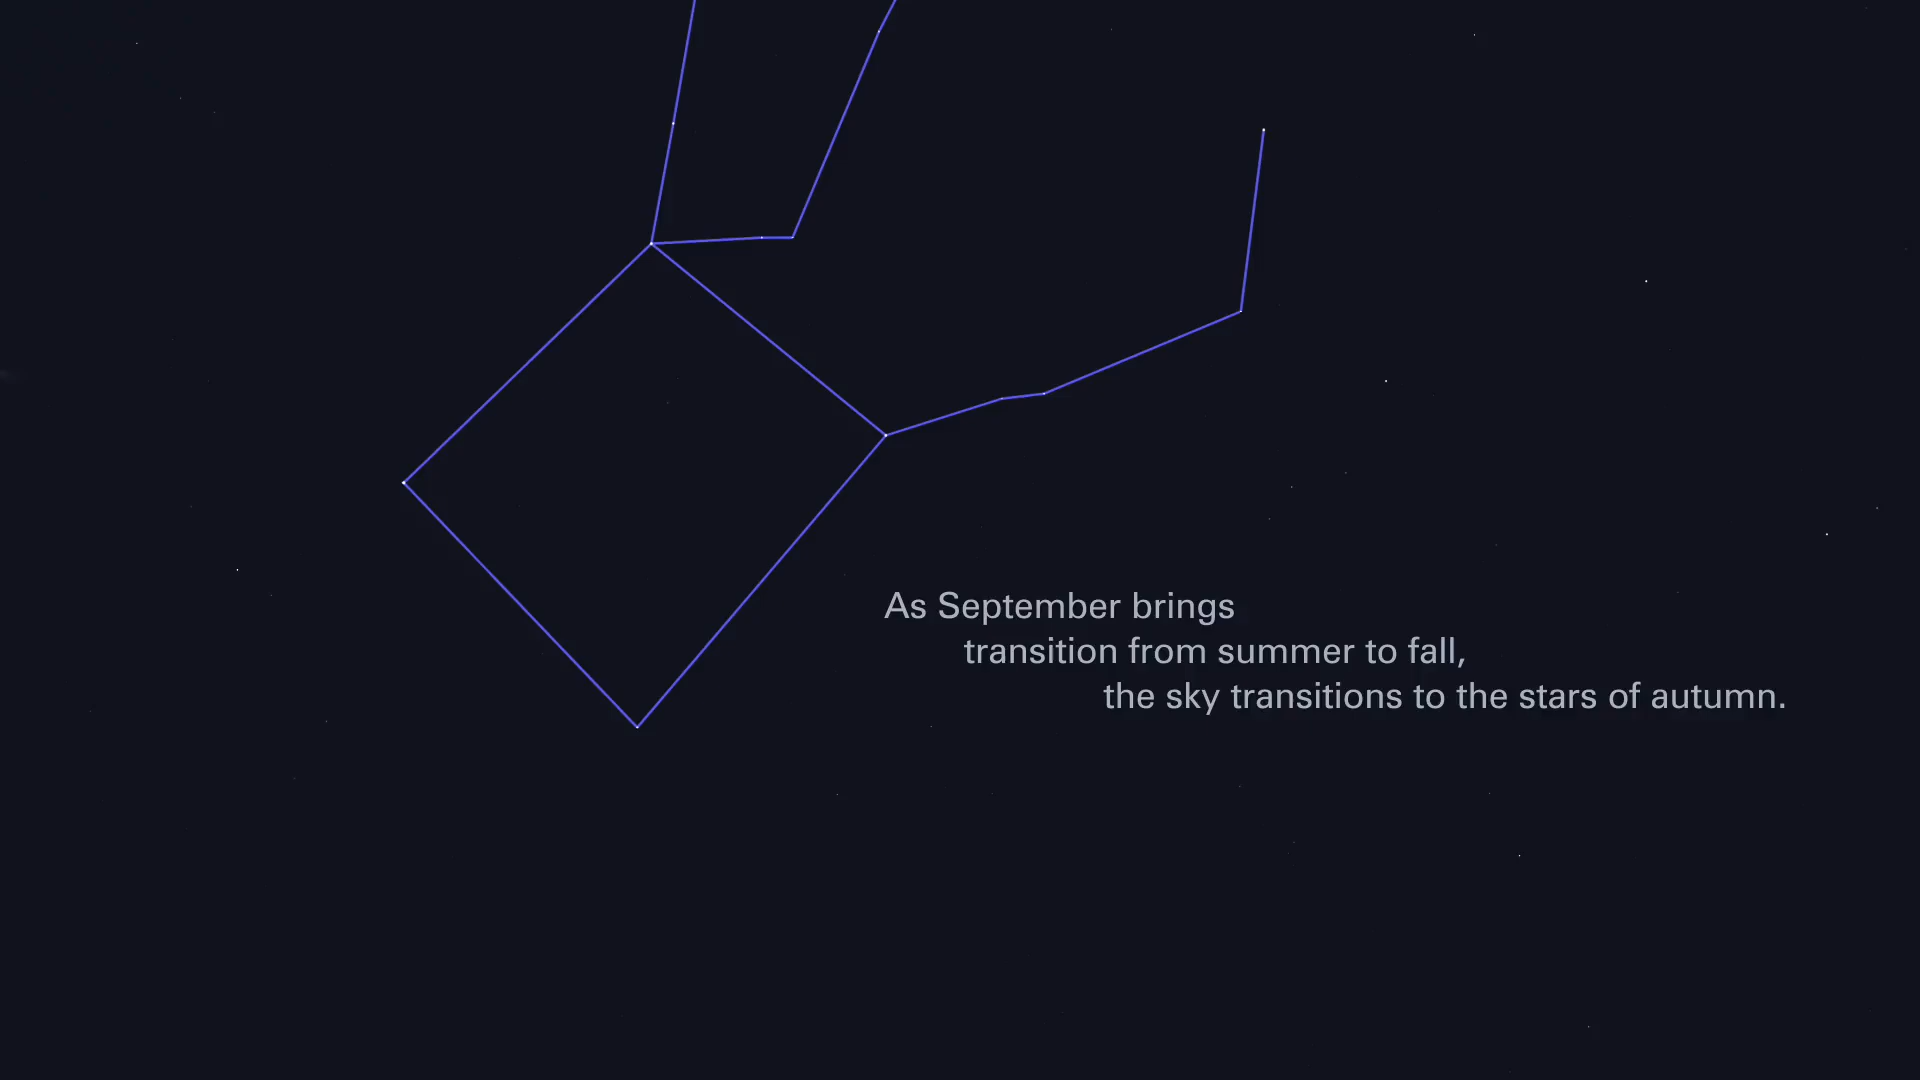 As September brings
transition from summer to fall,
the sky transitions to the stars of autumn.